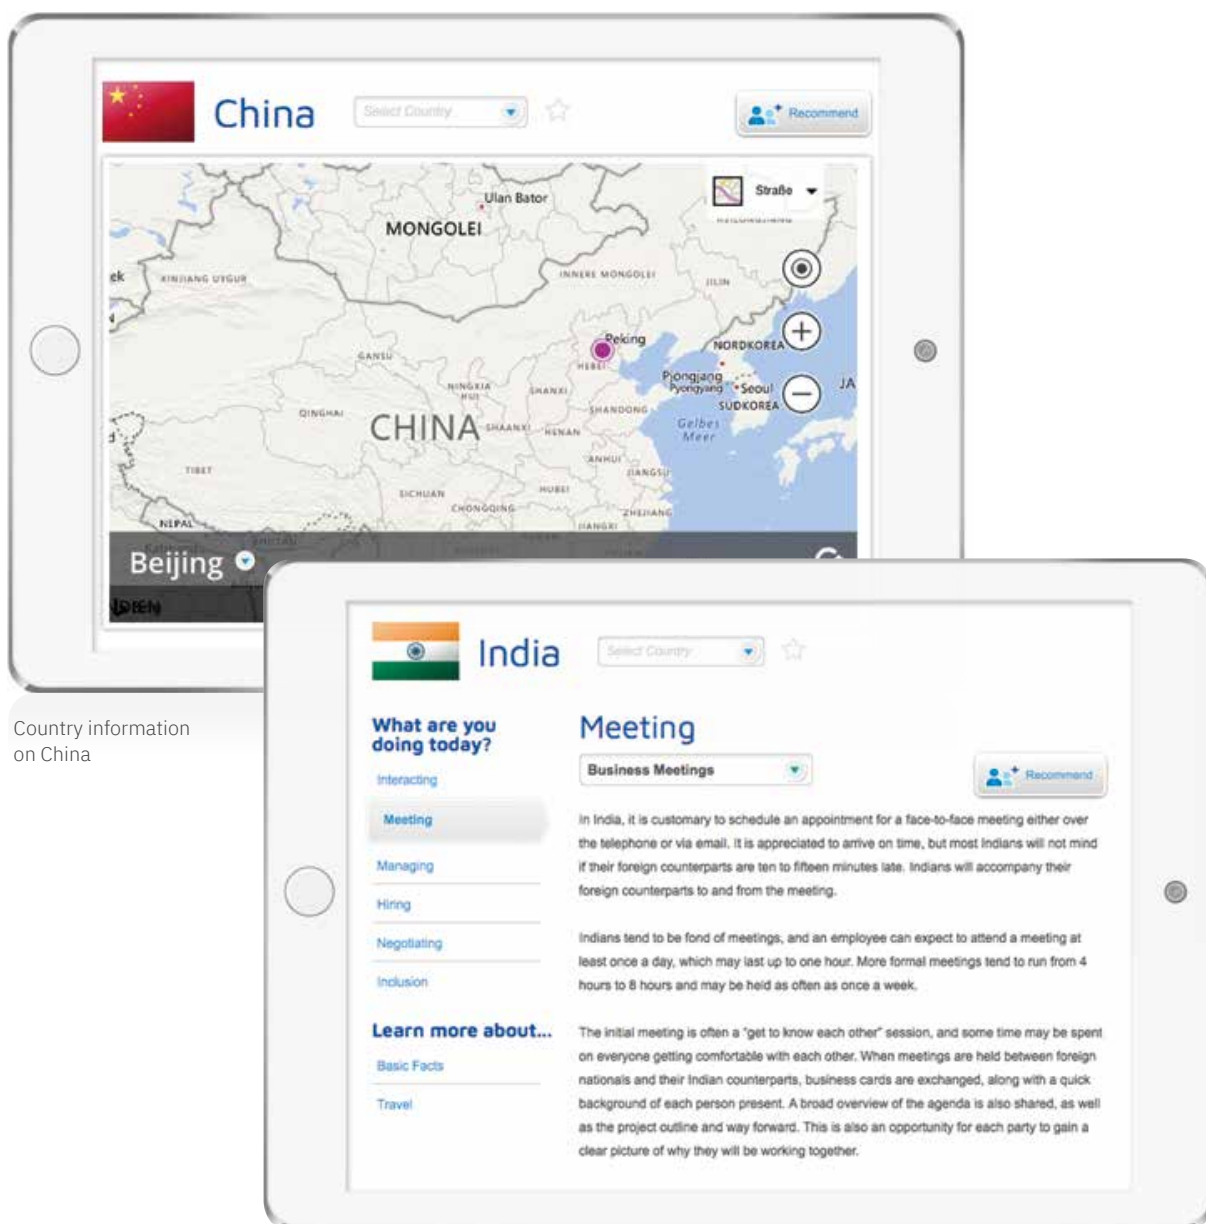 China
Select Country
Recommend
Straße
Ulan Bator
MONGOLEI
XINJIANG UYGUR
INNERE MONGOLEI
JILIN
Peking
HEBEI
NORDKOREA
GANSU
Pjöngjang
Pyongyang
Seoul
SÜDKOREA
JA
NINGXIA
HUI
SHANXI
QINGHAI
SHANDONG
CHINA
SHAANXI
HENAN
Gelbes
Meer
TIBET
ANHUI
JIANGSU
SICHUAN
HUBEI
CHONGQING
ZHEJIANG
NEPAL
JIANGXI
Beijing
Country information
on China
India
Select Country
What are you
doing today?
Interacting
Meeting
Managing
Hiring
Negotiating
Inclusion
Learn more about...
Basic Facts
Travel
Meeting
Business Meetings
Recommend
In India, it is customary to schedule an appointment for a face-to-face meeting either over
the telephone or via email. It is appreciated to arrive on time, but most Indians will not mind
if their foreign counterparts are ten to fifteen minutes late. Indians will accompany their
foreign counterparts to and from the meeting.
Indians tend to be fond of meetings, and an employee can expect to attend a meeting at
least once a day, which may last up to one hour. More formal meetings tend to run from 4
hours to 8 hours and may be held as often as once a week.
The initial meeting is often a "get to know each other" session, and some time may be spent
on everyone getting comfortable with each other. When meetings are held between foreign
nationals and their Indian counterparts, business cards are exchanged, along with a quick
background of each person present. A broad overview of the agenda is also shared, as well
as the project outline and way forward. This is also an opportunity for each party to gain a
clear picture of why they will be working together.